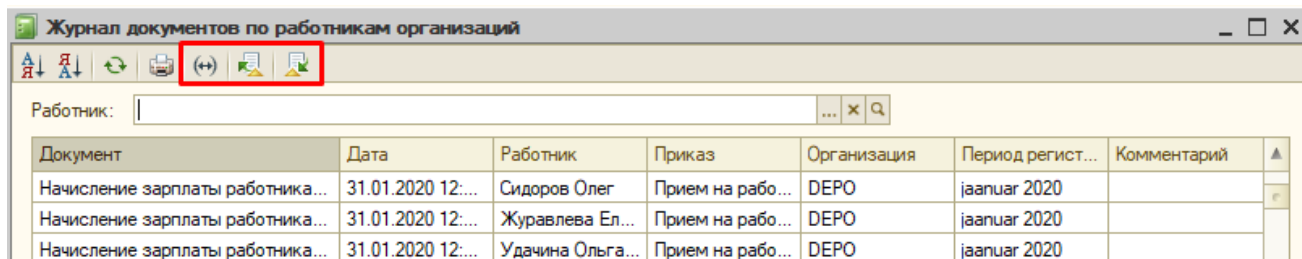 Журнал документов по работникам организаций
Работник:
Документ Дата Работник Приказ Организация Период регист... Комментарий
Начисление зарплаты работника... 31.01.2020 12:... Сидоров Олег Прием на рабо... DEPO jaanuar 2020
Начисление зарплаты работника... 31.01.2020 12:... Журавлева Ел... Прием на рабо... DEPO jaanuar 2020
Начисление зарплаты работника... 31.01.2020 12:... Удачина Ольга... Прием на рабо... DEPO jaanuar 2020